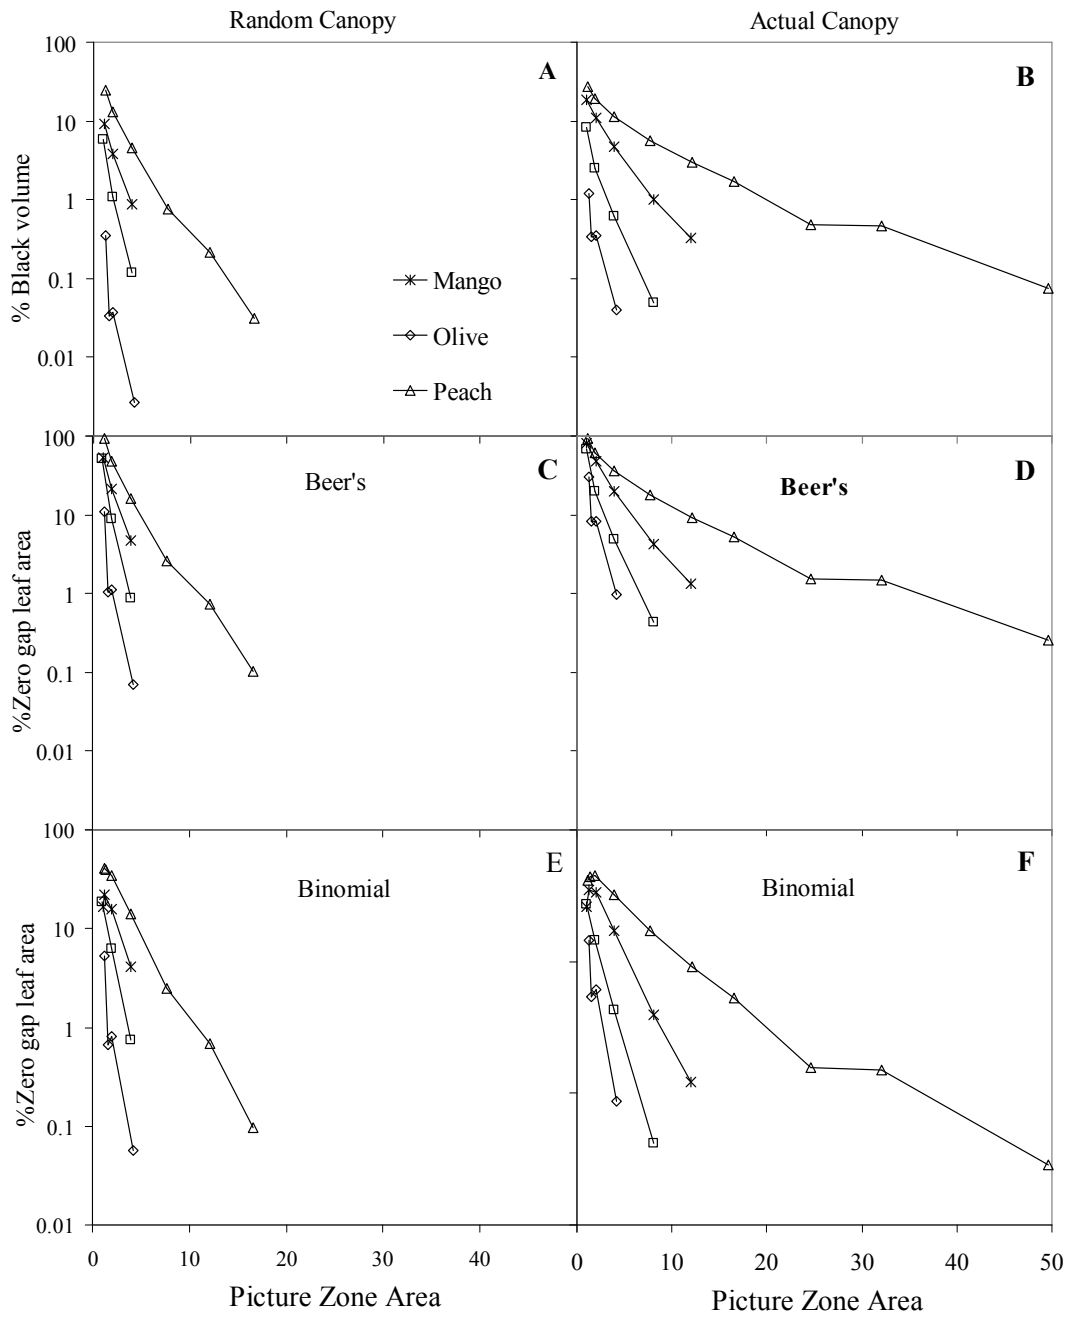 Random Canopy
Actual Canopy
100
A
B
10
1
0.1
0.01
% Black volume
Mango
Olive
Peach
100
Beer's
C
Beer's
D
10
1
0.1
0.01
%Zero gap leaf area
100
E
Binomial
F
Binomial
10
1
0.1
0.01
%Zero gap leaf area
0 10 20 30 40
0 10 20 30 40 50
Picture Zone Area
Picture Zone Area